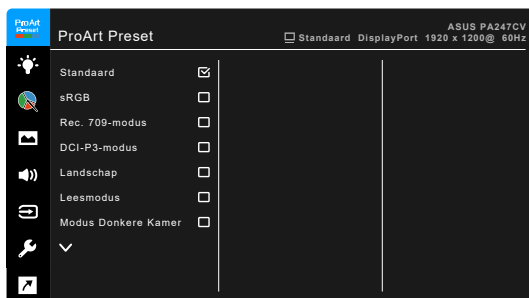 ProArt
Preset
ProArt Preset
ASUS PA247CV
Standaard DisplayPort 1920 x 1200@ 60Hz
Standaard
sRGB
Rec. 709-modus
DCI-P3-modus
Landschap
Leesmodus
Modus Donkere Kamer